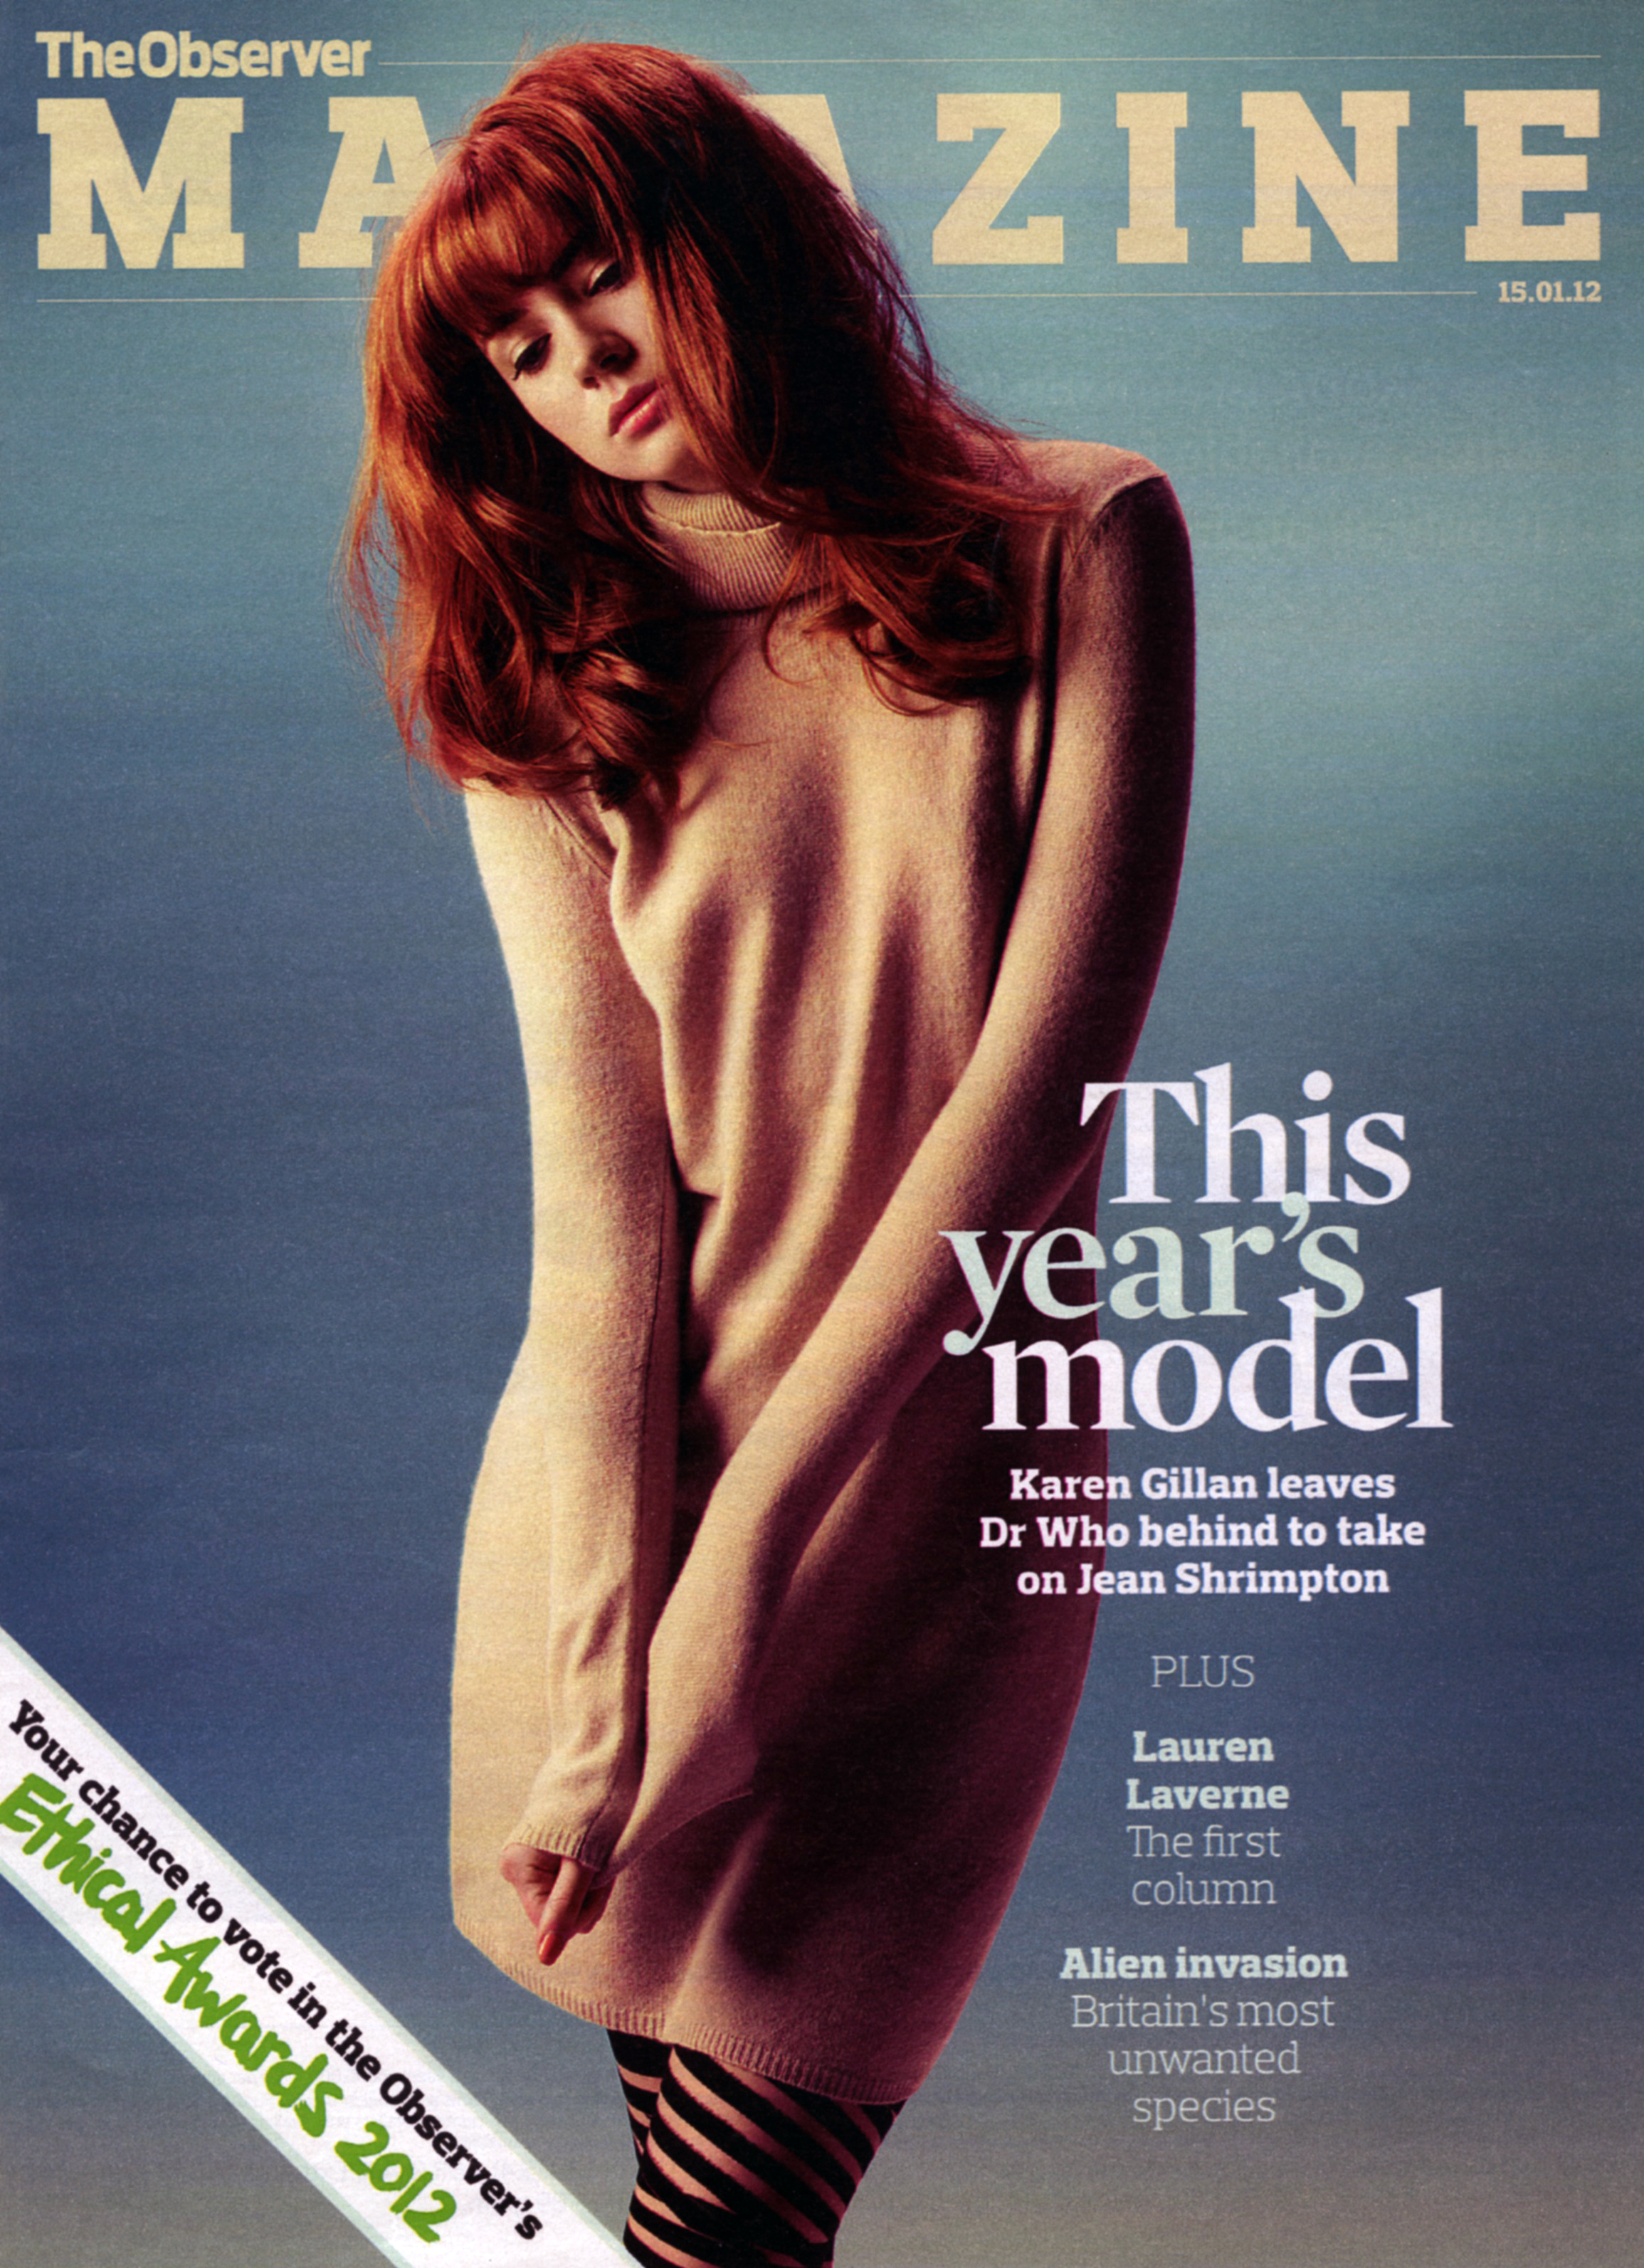 The Observer
MAGAZINE
15.01.12
This
year's
model
Karen Gillan leaves
Dr Who behind to take
on Jean Shrimpton
PLUS
Lauren
Laverne
The first
column
Alien invasion
Britain's most
unwanted
species
Your chance to vote in the Observer's
Ethical Awards 2012